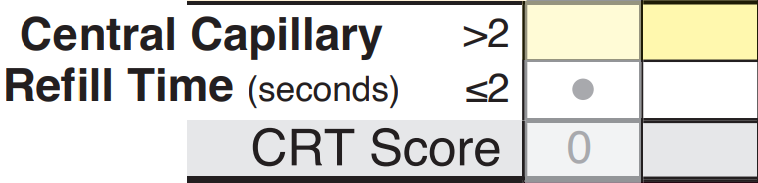 Central Capillary >2
Refill Time (seconds) ≤2
CRT Score 0